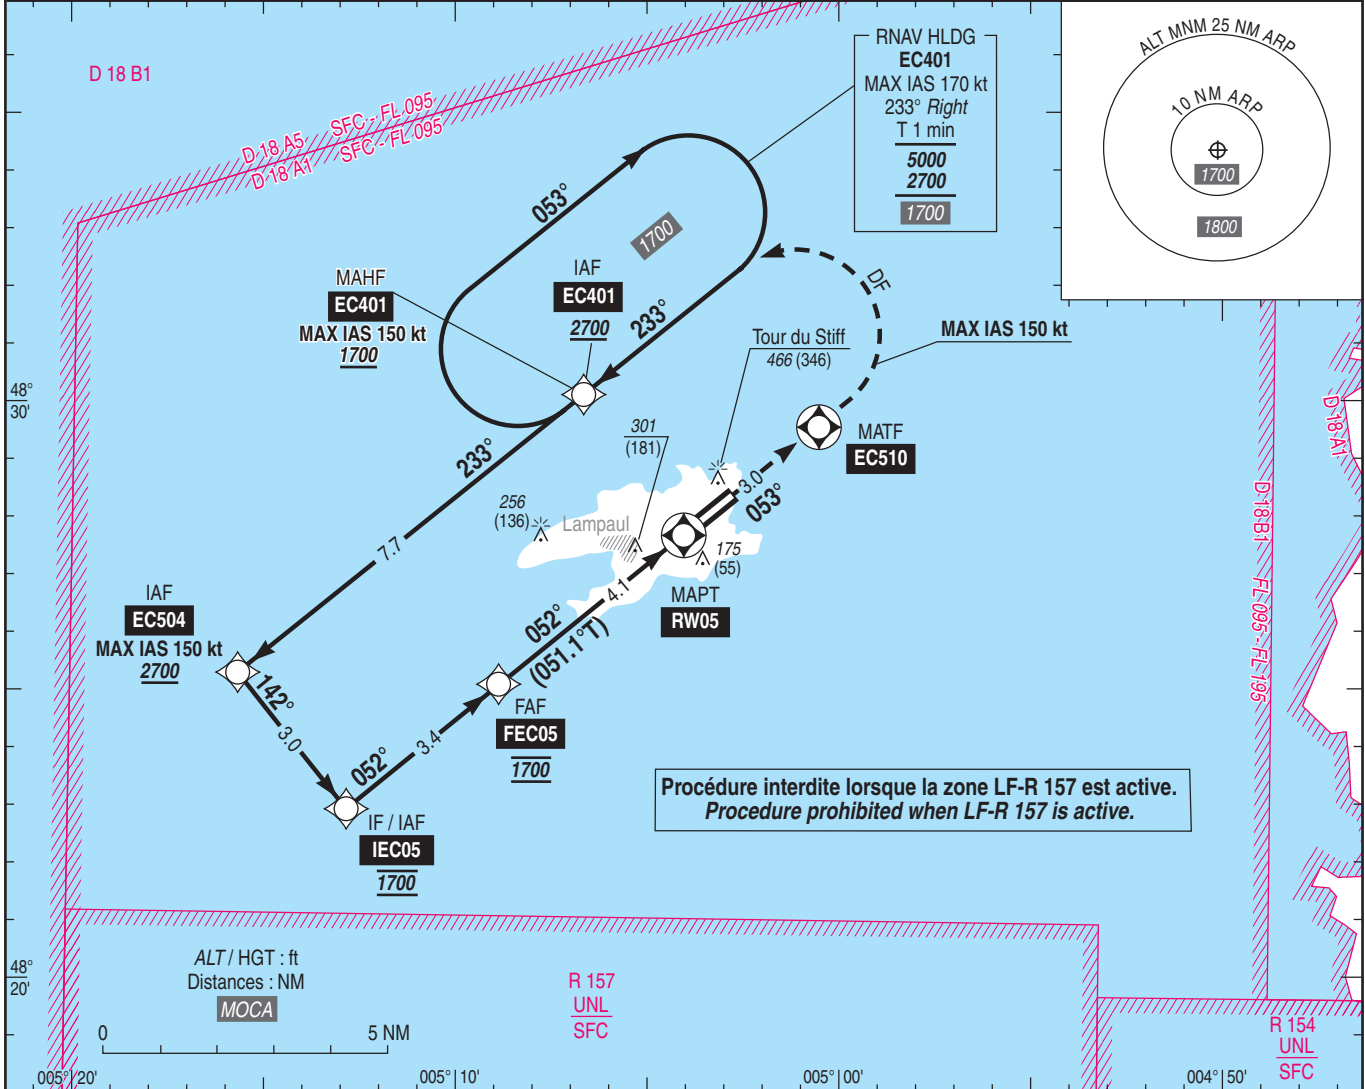 D 18 B1
D 18 A5 SFC - FL 095
D 18 A1 SFC - FL 095
RNAV HLDG
EC401
MAX IAS 170 kt
233° Right
T 1 min
5000
2700
1700
ALT MNM 25 NM ARP
10 NM ARP
1700
1800
053°
1700
MAHF
EC401
MAX IAS 150 kt
1700
IAF
EC401
2700
233°
DF
Tour du Stiff
466 (346)
MAX IAS 150 kt
48°
30'
D 18 A1
301
(181)
MATF
EC510
233°
3.0
053°
256
(136)
Lampaul
175
(55)
7.7
MAPT
RW05
4.1
052°
(051.1°T)
D 18 B1 FL 095 - FL 195
IAF
EC504
MAX IAS 150 kt
2700
142°
3.0
FAF
FEC05
1700
3.4
052°
IF / IAF
IEC05
1700
Procédure interdite lorsque la zone LF-R 157 est active.
Procedure prohibited when LF-R 157 is active.
48°
20'
ALT / HGT : ft
Distances : NM
MOCA
0 5 NM
R 157
UNL
SFC
R 154
UNL
SFC
005° 20'
005° 10'
005° 00'
004° 50'